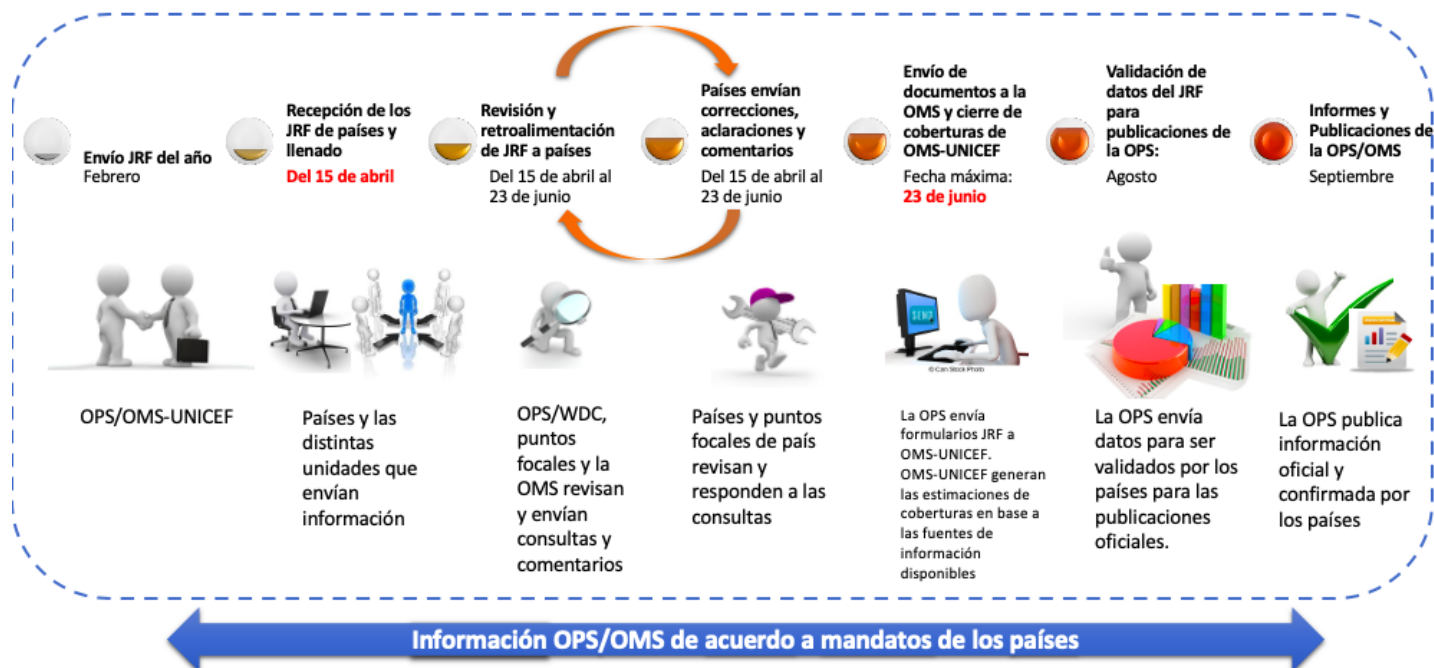 Envío JRF del año
Febrero
Recepción de los
JRF de países y
llenado
Del 15 de abril
Revisión y
retroalimentación
de JRF a países
Del 15 de abril al
23 de junio
Países envían
correcciones,
aclaraciones y
comentarios
Del 15 de abril al
23 de junio
Envío de
documentos a la
OMS y cierre de
coberturas de
OMS-UNICEF
Fecha máxima:
23 de junio
Validación de
datos del JRF
para
publicaciones de
la OPS:
Agosto
Informes y
Publicaciones de
la OPS/OMS
Septiembre
SEND
© Can Stock Photo
OPS/OMS-UNICEF
Países y las
distintas
unidades que
envían
información
OPS/WDC,
puntos
focales y la
OMS revisan
y envían
consultas y
comentarios
Países y puntos
focales de país
revisan y
responden a las
consultas
La OPS envía
formularios JRF a
OMS-UNICEF.
OMS-UNICEF generan
las estimaciones de
coberturas en base a
las fuentes de
información
disponibles
La OPS envía
datos para ser
validados por los
países para las
publicaciones
oficiales.
La OPS publica
información
oficial y
confirmada por
los países
Información OPS/OMS de acuerdo a mandatos de los países